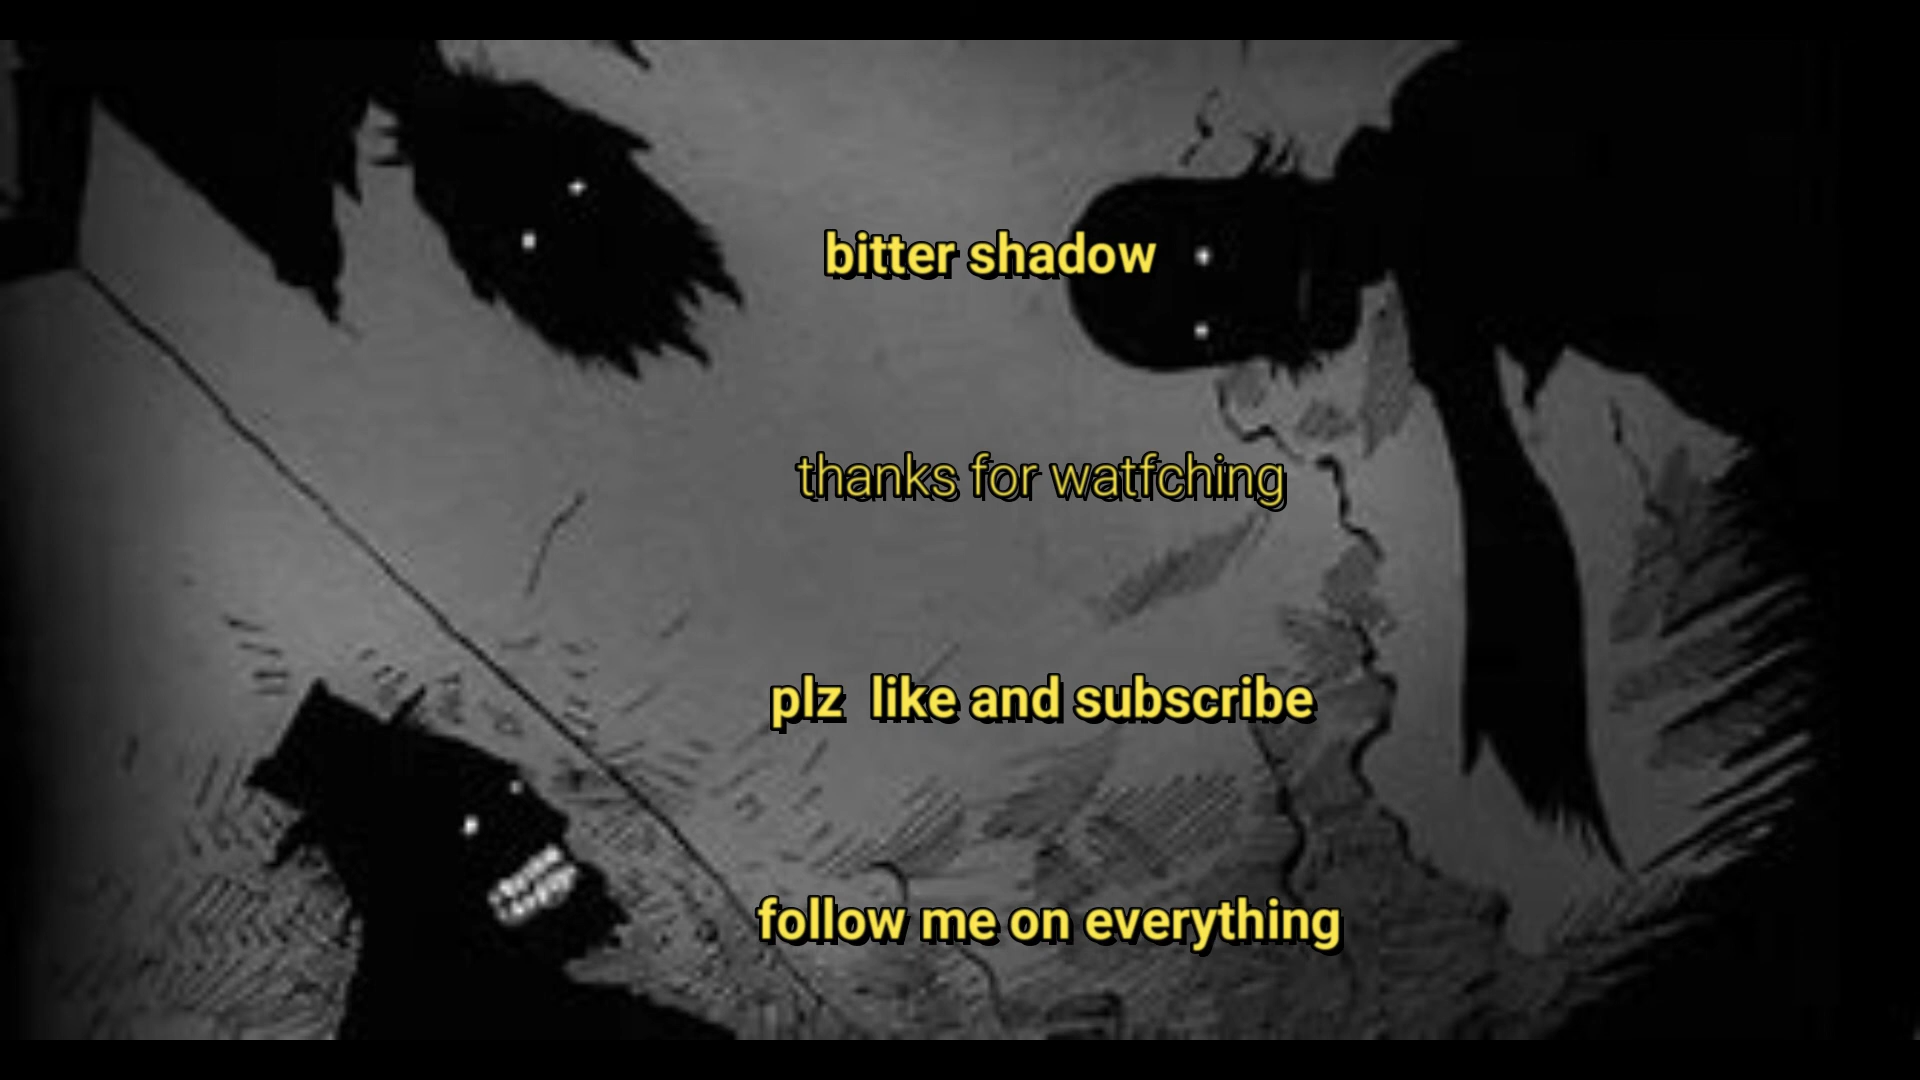 bitter shadow
thanks for watfching
plz  like and subscribe
follow me on everything